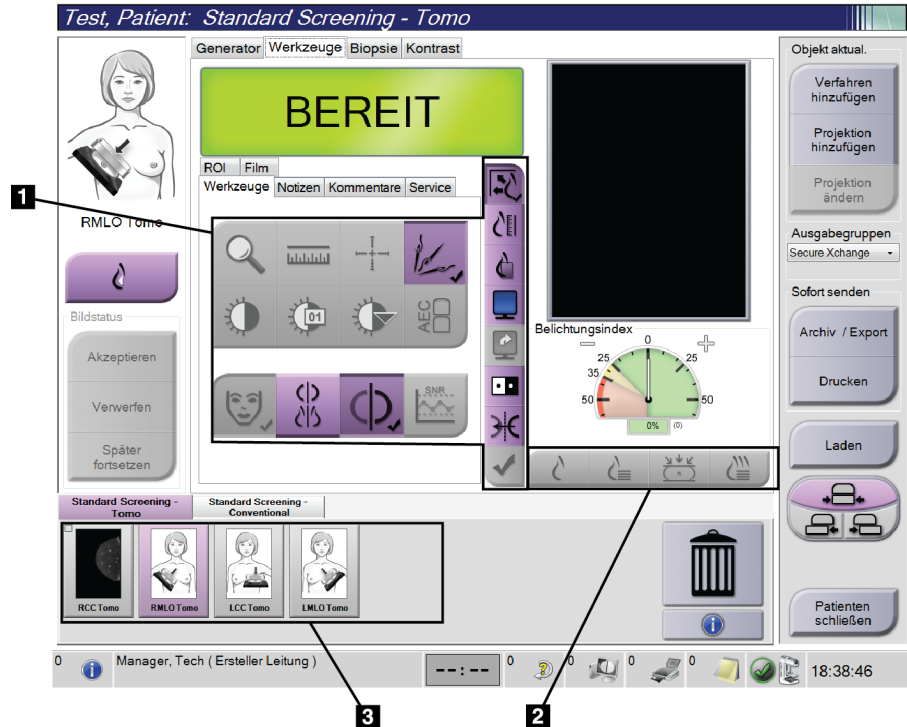 Test, Patient: Standard Screening - Tomo
Generator Werkzeuge Biopsie Kontrast
BEREIT
ROI Film
Werkzeuge Notizen Kommentare Service
1
RMLO Tomo
Bildstatus
Akzeptieren
Verwerfen
Später
fortsetzen
01
AEC
SNR
Belichtungsindex
0
25 25
35
50 50
0% (0)
Objekt aktual.
Verfahren
hinzufügen
Projektion
hinzufügen
Projektion
ändern
Ausgabegruppen
Secure Xchange
Sofort senden
Archiv / Export
Drucken
Laden
Patienten
schließen
Standard Screening -
Tomo
Standard Screening -
Conventional
RCC Tomo
RMLO Tomo
LCC Tomo
LMLO Tomo
0 Manager, Tech ( Ersteller Leitung ) --:-- 0 0 0 0 18:38:46
3
2